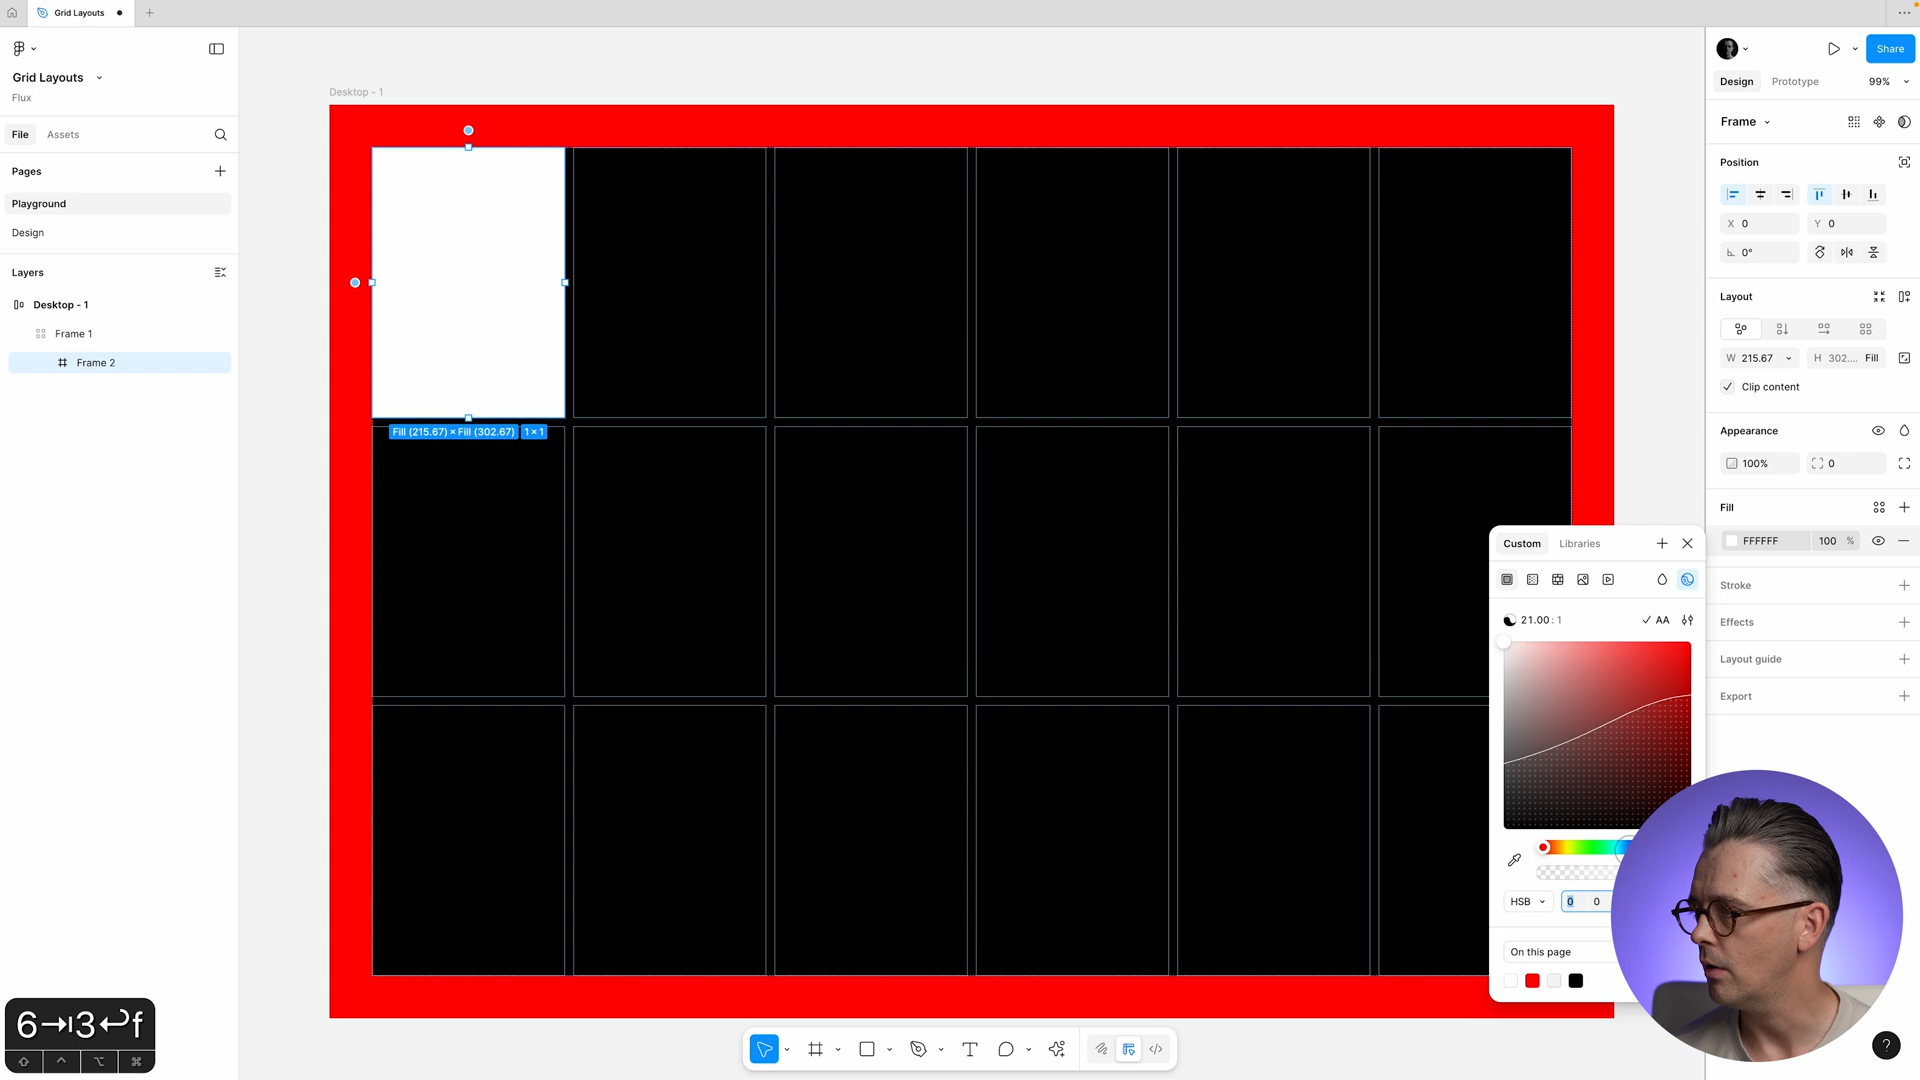 Grid Layouts
Grid Layouts
Flux
File
Assets
Pages
Playground
Design
Layers
Desktop - 1
Frame 1
Frame 2
Desktop - 1
Fill (215.67) × Fill (302.67)
1 × 1
6⇥3↩f
⇧ ^ ⌥ ⌘
Share
Design
Prototype
99%
Frame
Position
X 0
Y 0
0°
Layout
W 215.67
H 302.... Fill
Clip content
Appearance
100%
0
Fill
FFFFFF
100 %
Stroke
Effects
Layout guide
Export
Custom
Libraries
21.00 : 1
AA
HSB
0 0
On this page
?